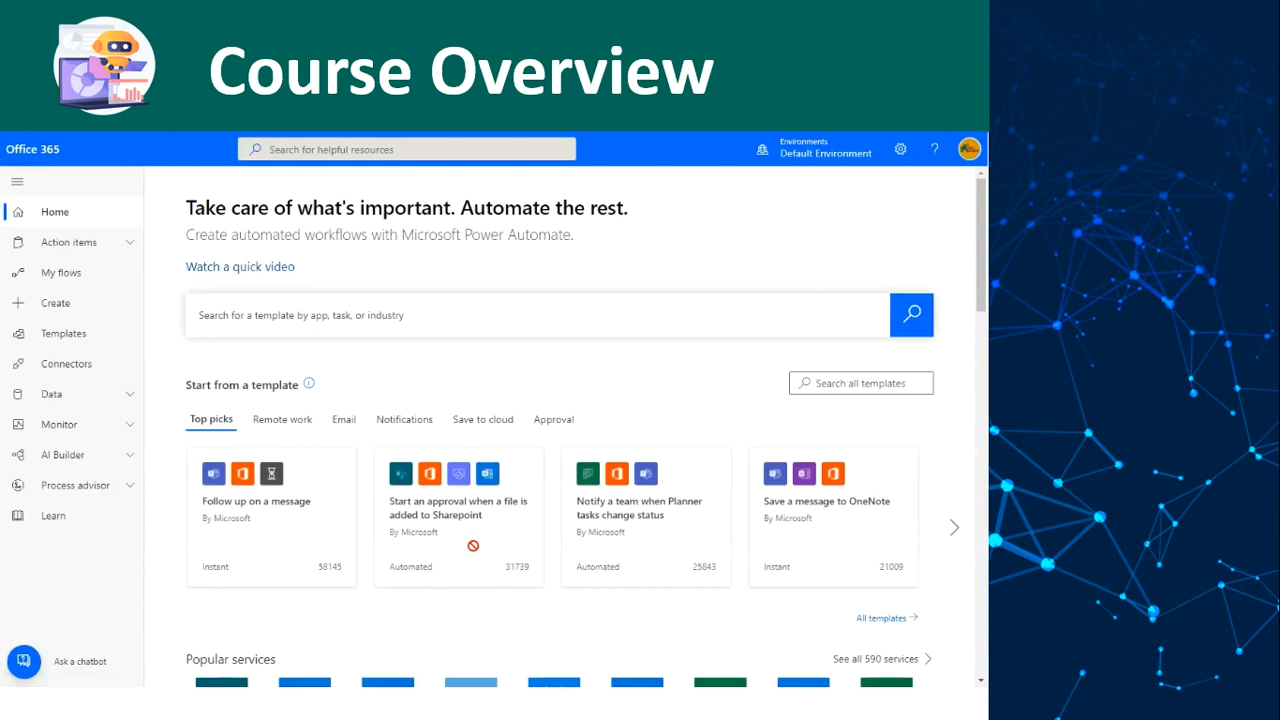 Course Overview
Office 365
Search for helpful resources
Environments
Default Environment
?
Home
Action items
My flows
Create
Templates
Connectors
Data
Monitor
AI Builder
Process advisor
Learn
Ask a chatbot
Take care of what's important. Automate the rest.
Create automated workflows with Microsoft Power Automate.
Watch a quick video
Search for a template by app, task, or industry
Start from a template
Search all templates
Top picks Remote work Email Notifications Save to cloud Approval
Follow up on a message
By Microsoft
Instant 58145
Start an approval when a file is
added to Sharepoint
By Microsoft
Automated 31739
Notify a team when Planner
tasks change status
By Microsoft
Automated 25843
Save a message to OneNote
By Microsoft
Instant 21009
All templates
Popular services
See all 590 services